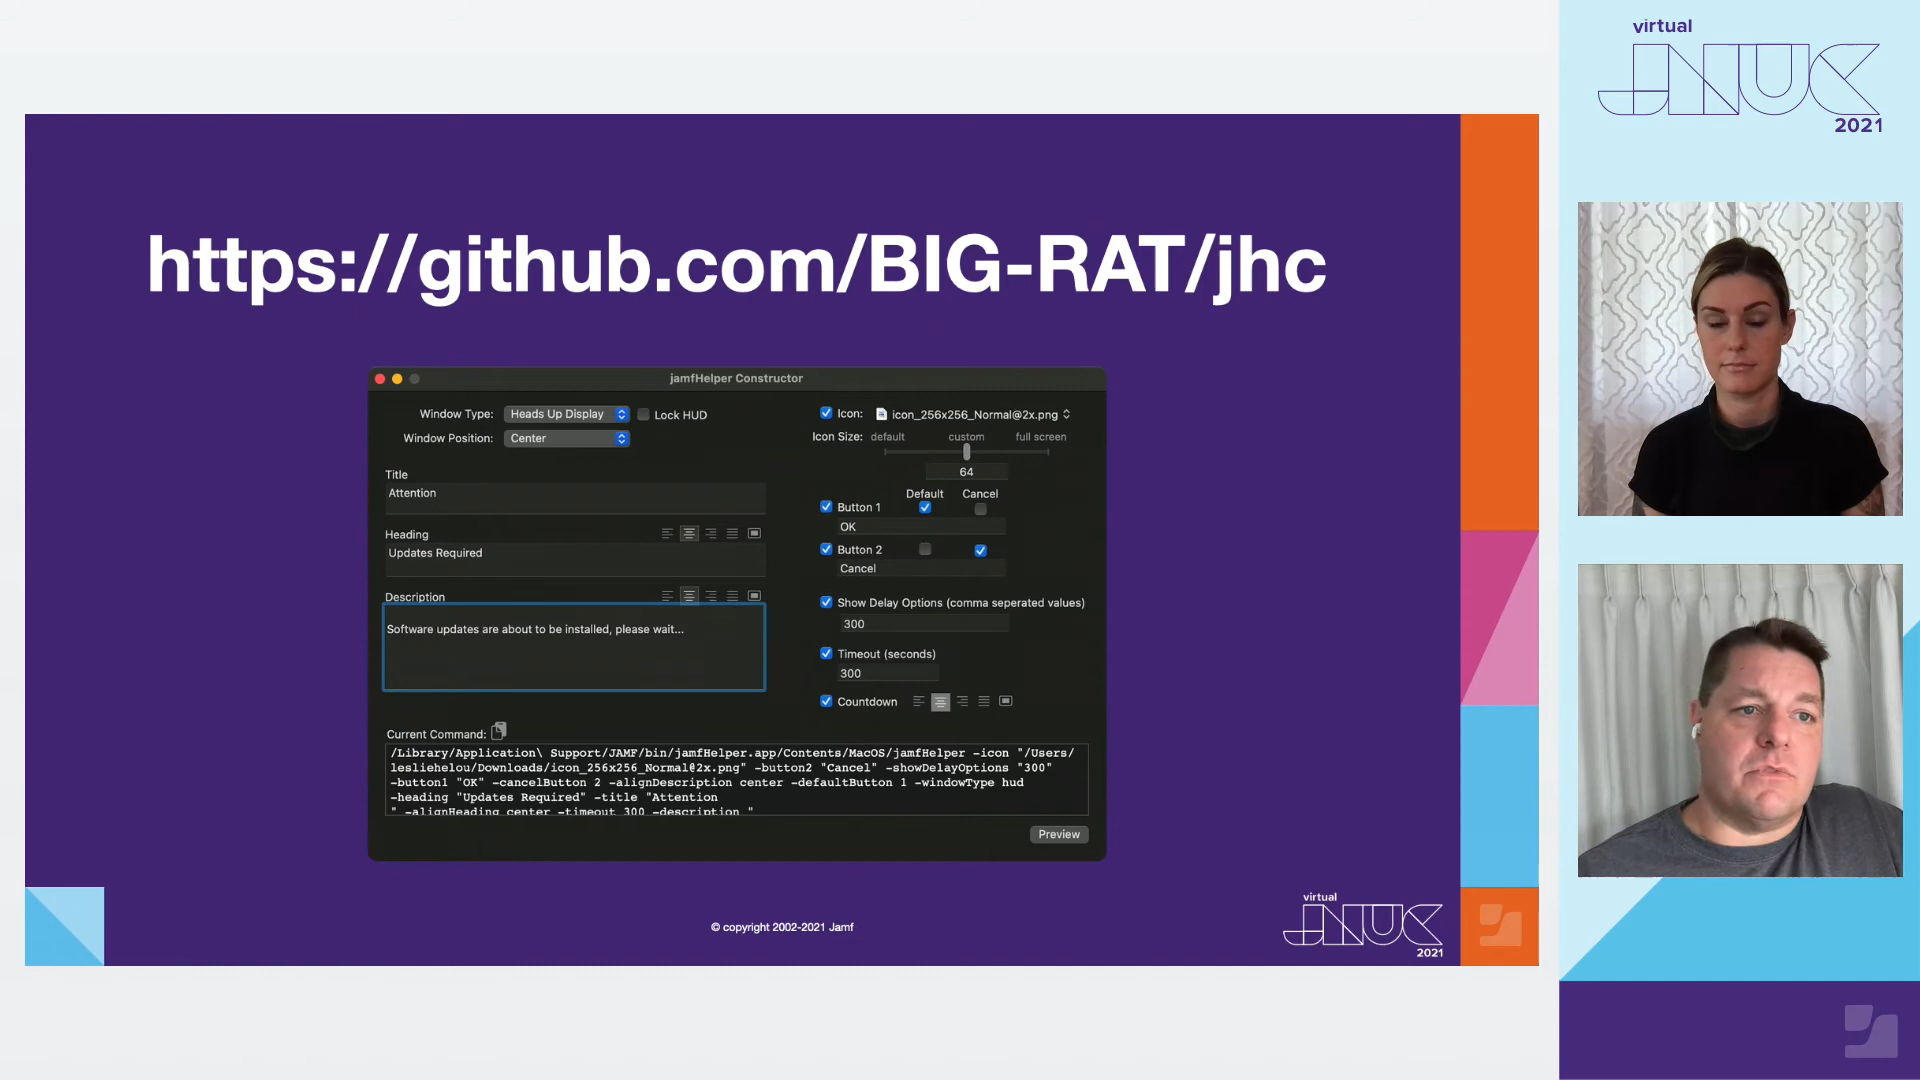 https://github.com/BIG-RAT/jhc
jamfHelper Constructor
Window Type: Heads Up Display Lock HUD
Window Position: Center
Title
Attention
Heading
Updates Required
Description
Software updates are about to be installed, please wait...
Icon: icon_256x256_Normal@2x.png
Icon Size: default custom full screen
64
Default Cancel
Button 1
OK
Button 2
Cancel
Show Delay Options (comma seperated values)
300
Timeout (seconds)
300
Countdown
Current Command:
/Library/Application\ Support/JAMF/bin/jamfHelper.app/Contents/MacOS/jamfHelper -icon "/Users/
lesliehelou/Downloads/icon_256x256_Normal@2x.png" -button2 "Cancel" -showDelayOptions "300"
-button1 "OK" -cancelButton 2 -alignDescription center -defaultButton 1 -windowType hud
-heading "Updates Required" -title "Attention
" -alignHeading center -timeout 300 -description "
Preview
© copyright 2002-2021 Jamf
virtual
JNUC
2021
virtual
JNUC
2021